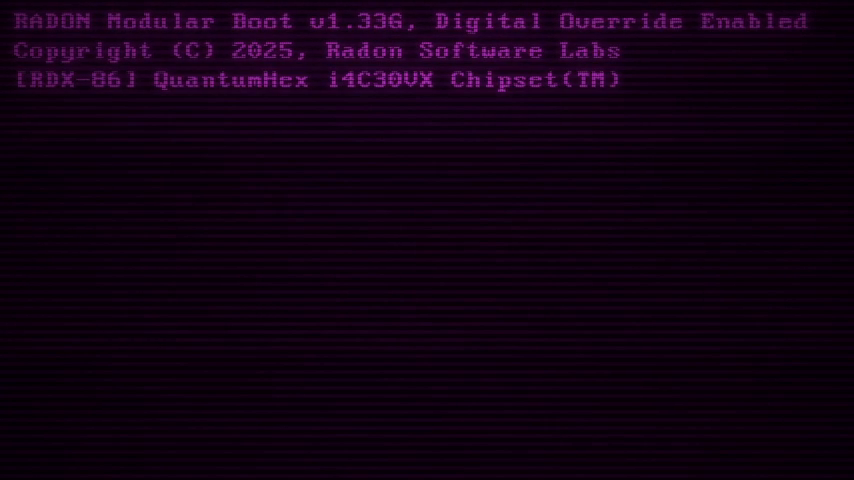 RADON Modular Boot v1.33G, Digital Override Enabled
Copyright (C) 2025, Radon Software Labs
[RDX-86] QuantumHex i4C30VX Chipset(TM)